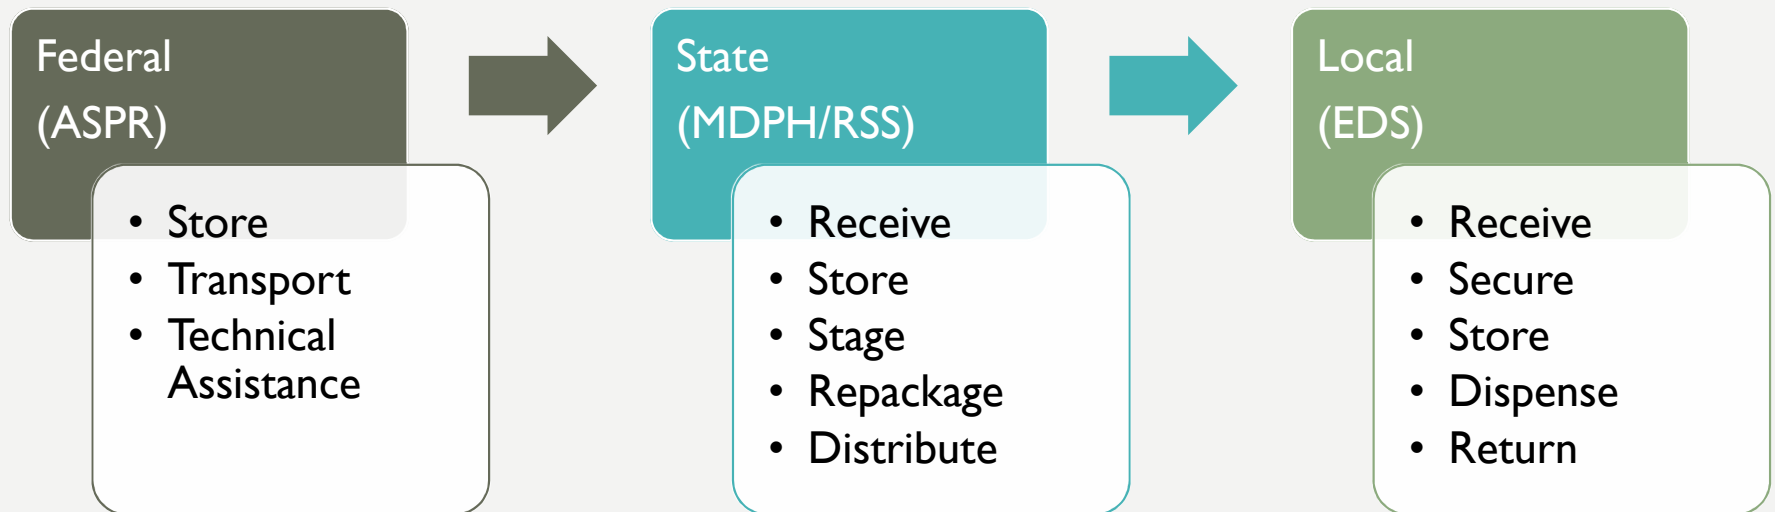 Federal
(ASPR)
• Store
• Transport
• Technical
Assistance
State
(MDPH/RSS)
• Receive
• Store
• Stage
• Repackage
• Distribute
Local
(EDS)
• Receive
• Secure
• Store
• Dispense
• Return